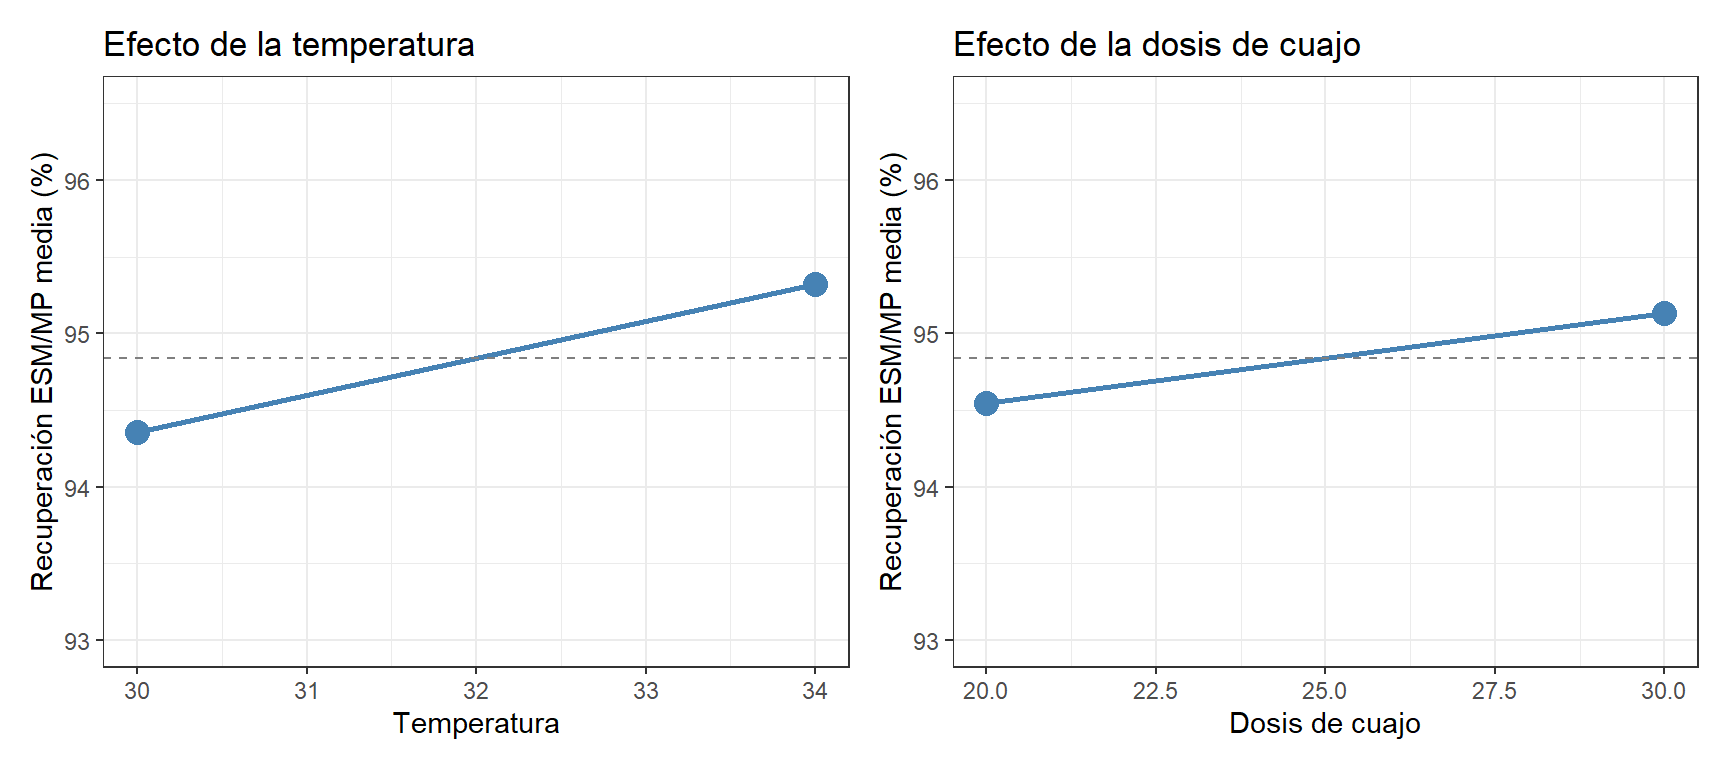 Efecto de la temperatura
Recuperación ESM/MP media (%)
96
95
94
93
30 31 32 33 34
Temperatura
Efecto de la dosis de cuajo
Recuperación ESM/MP media (%)
96
95
94
93
20.0 22.5 25.0 27.5 30.0
Dosis de cuajo